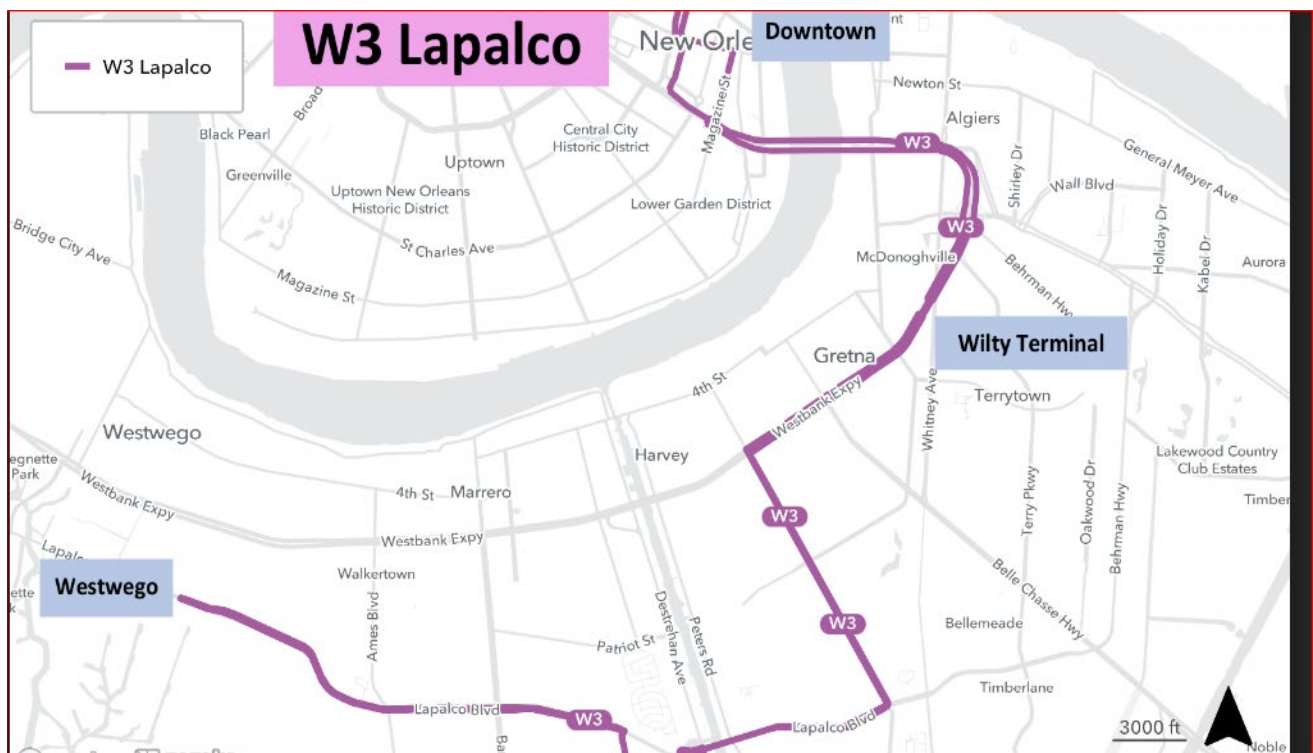 W3 Lapalco
W3 Lapalco
Downtown
New Orle
nt
Newton St
Algiers
Broad
Black Pearl
Greenville
Uptown
Central City
Historic District
Magazine St
Uptown New Orleans
Historic District
Lower Garden District
St Charles Ave
Magazine St
Bridge City Ave
W3
W3
General Meyer Ave
Shirley Dr
Wall Blvd
Holiday Dr
Kabel Dr
Aurora
McDonoghville
Behrman Hwy
Wilty Terminal
Gretna
4th St
Westbank Expy
Whitney Ave
Terrytown
Westwego
Harvey
egnette
Park
Westbank Expy
4th St
Marrero
Westbank Expy
Lakewood Country
Club Estates
Timber
Terry Pkwy
Oakwood Dr
Behrman Hwy
W3
Lapalc
Westwego
ette
Walkertown
Ames Blvd
Destrehan Ave
Peters Rd
Patriot St
W3
Belle Chasse Hwy
Bellemeade
Timberlane
Lapalco Blvd
W3
Lapalco Blvd
Ba
3000 ft
Noble